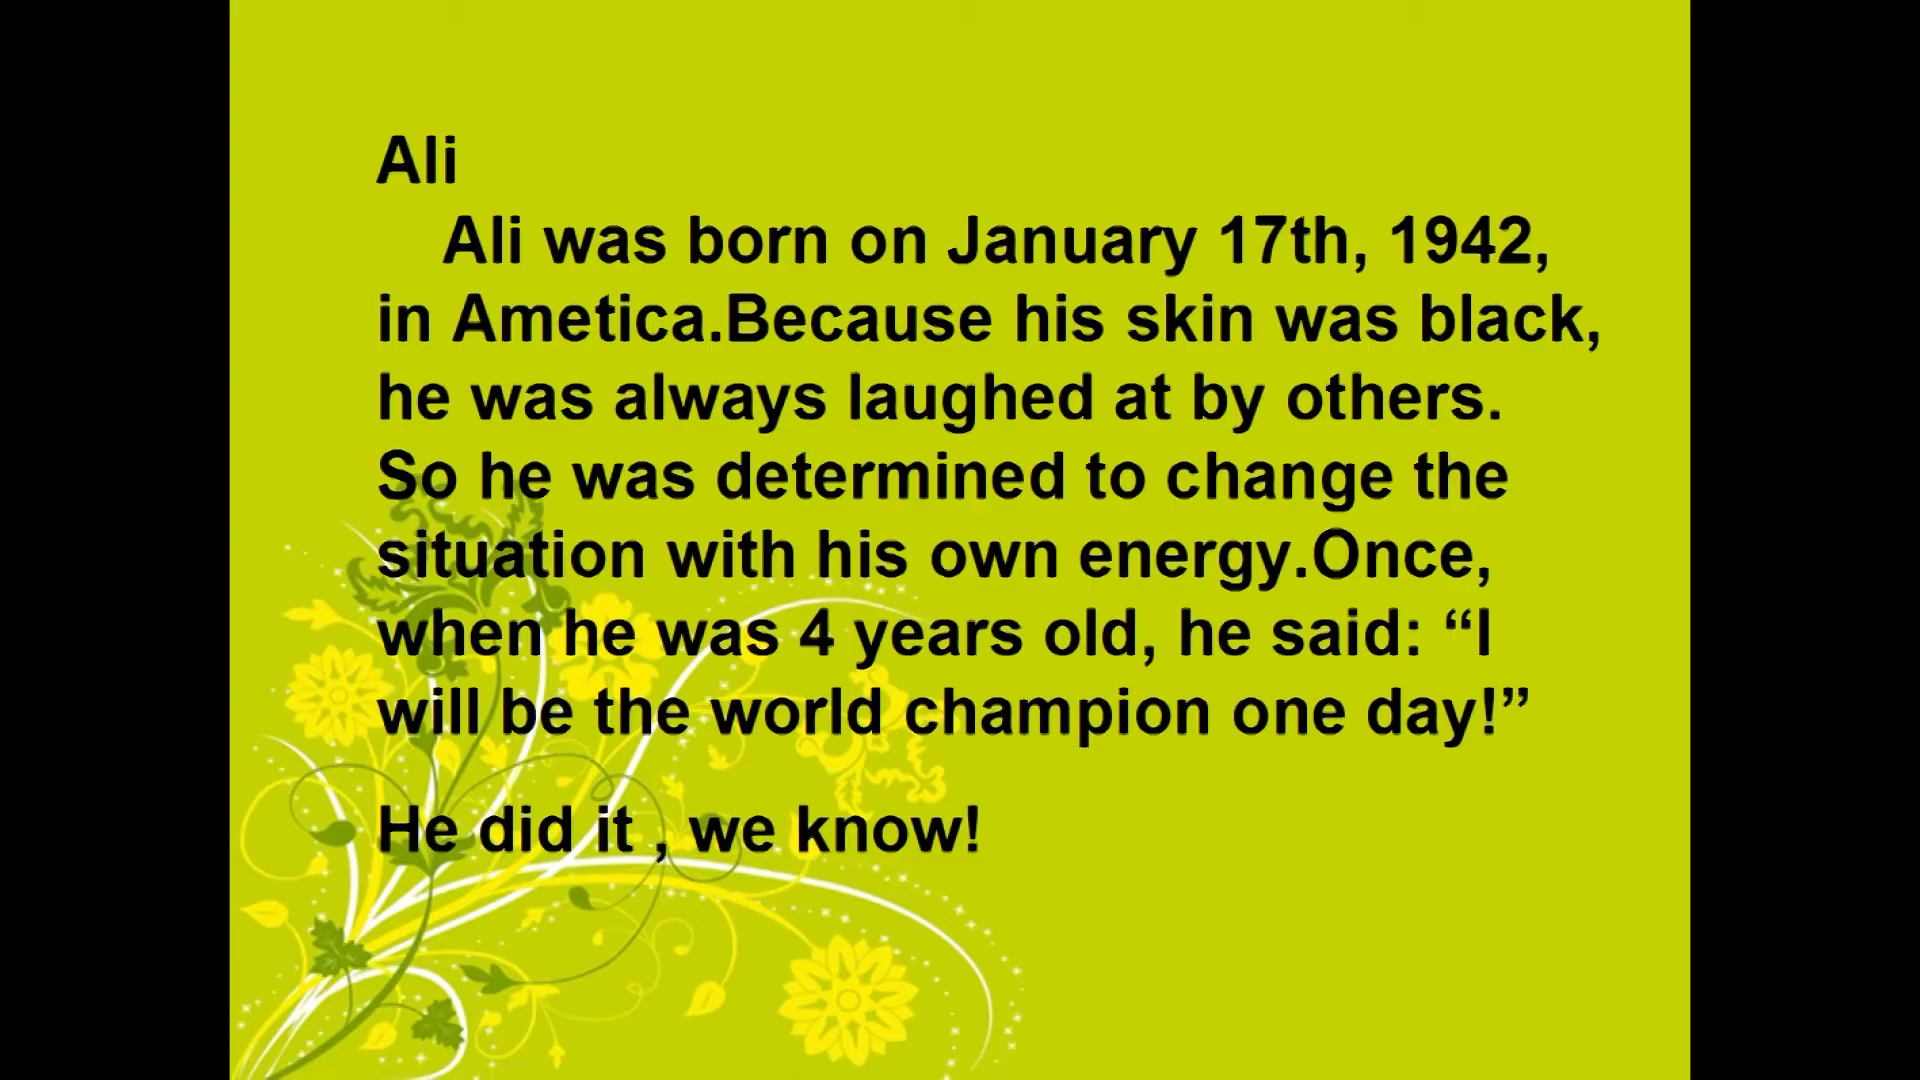 Ali
Ali was born on January 17th, 1942,
in Ametica.Because his skin was black,
he was always laughed at by others.
So he was determined to change the
situation with his own energy.Once,
when he was 4 years old, he said: “I
will be the world champion one day!”
He did it , we know!